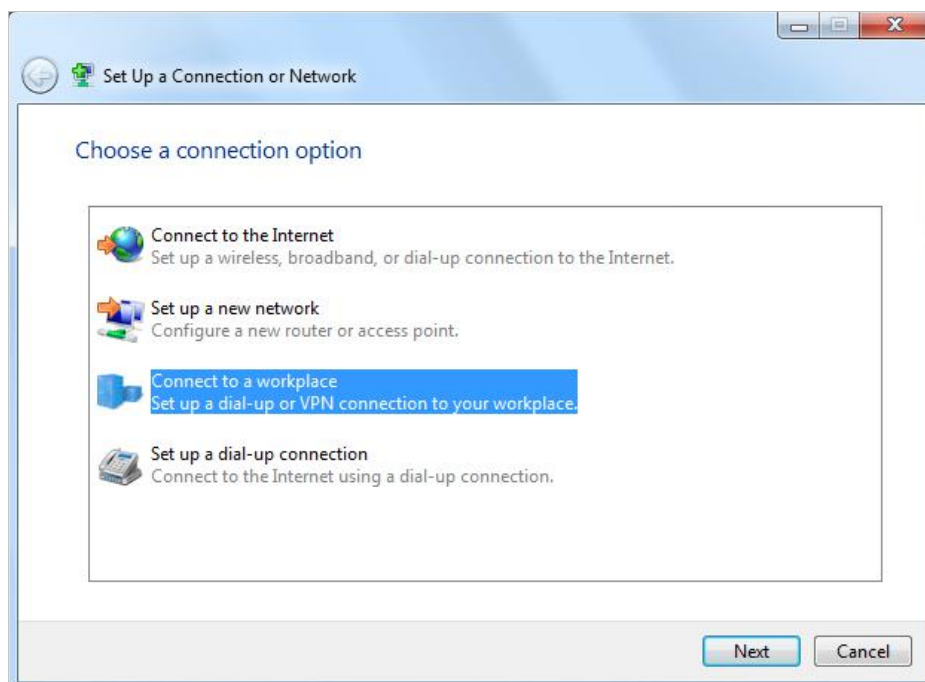 Set Up a Connection or Network
Choose a connection option
Connect to the Internet
Set up a wireless, broadband, or dial-up connection to the Internet.
Set up a new network
Configure a new router or access point.
Connect to a workplace
Set up a dial-up or VPN connection to your workplace.
Set up a dial-up connection
Connect to the Internet using a dial-up connection.
Next Cancel